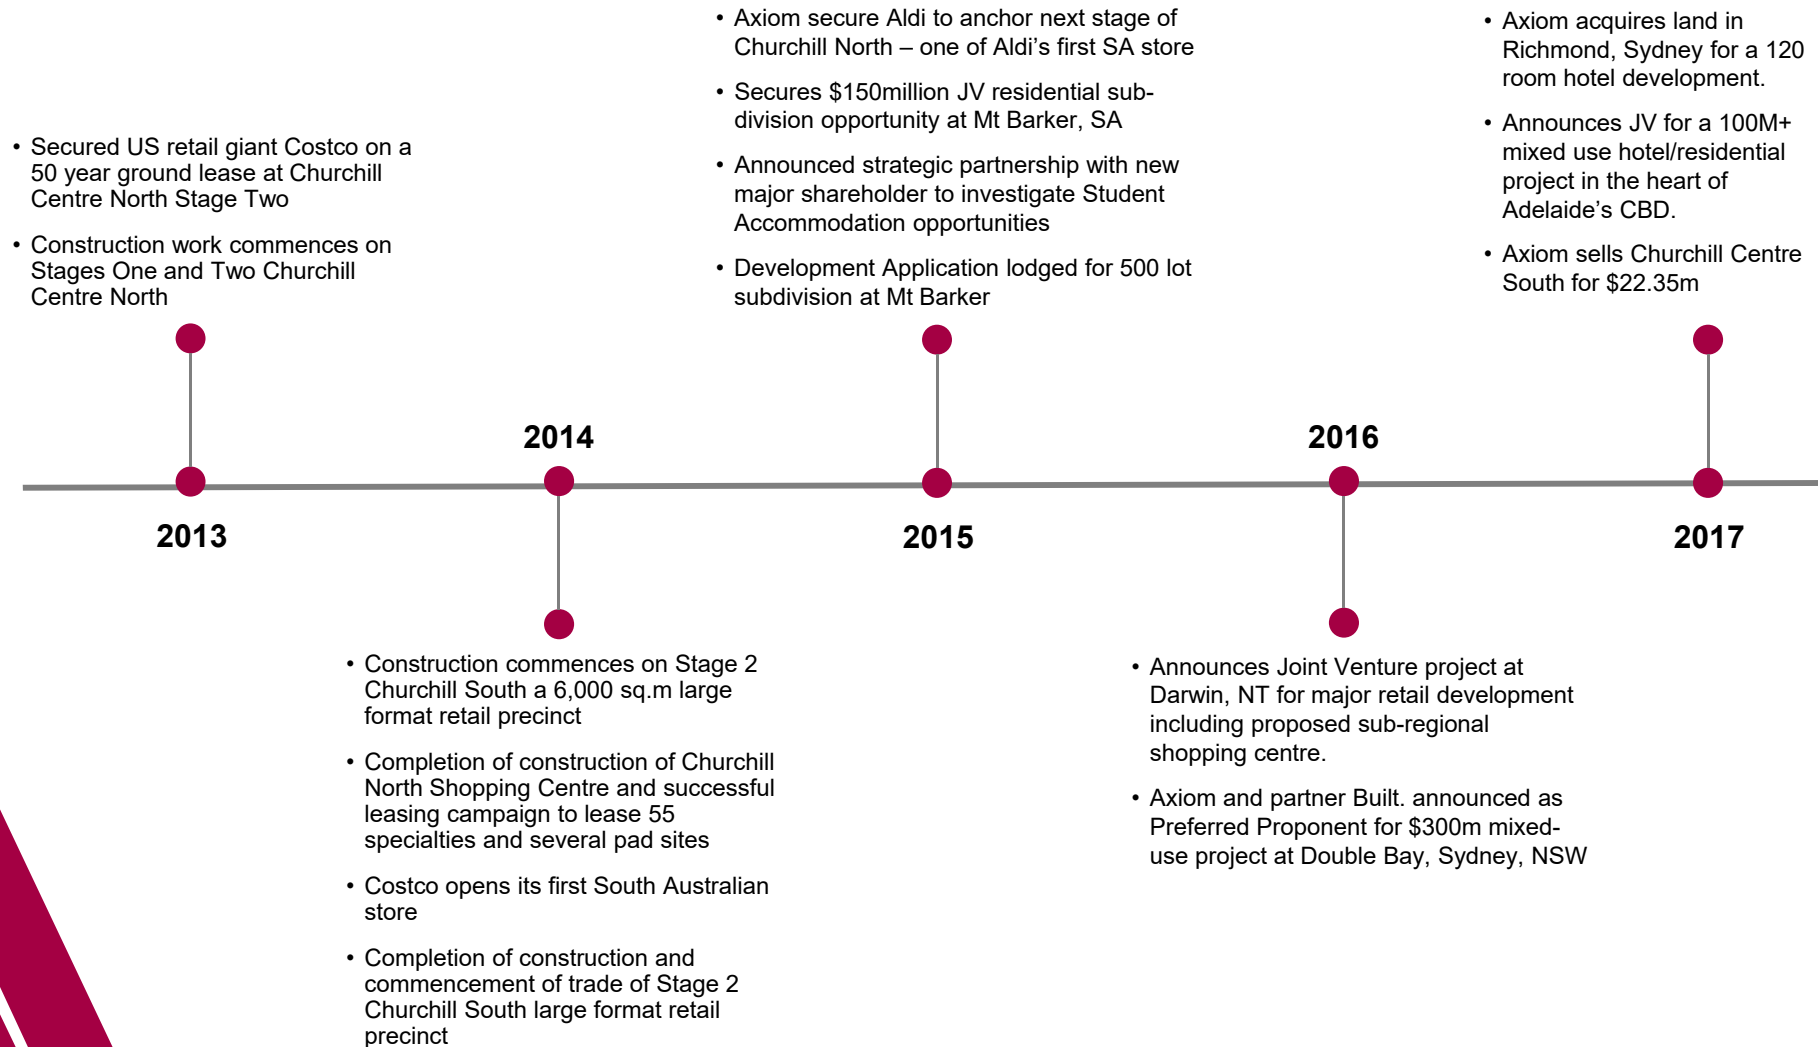 • Secured US retail giant Costco on a
50 year ground lease at Churchill
Centre North Stage Two
• Construction work commences on
Stages One and Two Churchill
Centre North
2013
2014
• Construction commences on Stage 2
Churchill South a 6,000 sq.m large
format retail precinct
• Completion of construction of Churchill
North Shopping Centre and successful
leasing campaign to lease 55
specialties and several pad sites
• Costco opens its first South Australian
store
• Completion of construction and
commencement of trade of Stage 2
Churchill South large format retail
precinct
• Axiom secure Aldi to anchor next stage of
Churchill North – one of Aldi’s first SA store
• Secures $150million JV residential sub-
division opportunity at Mt Barker, SA
• Announced strategic partnership with new
major shareholder to investigate Student
Accommodation opportunities
• Development Application lodged for 500 lot
subdivision at Mt Barker
2015
2016
• Announces Joint Venture project at
Darwin, NT for major retail development
including proposed sub-regional
shopping centre.
• Axiom and partner Built. announced as
Preferred Proponent for $300m mixed-
use project at Double Bay, Sydney, NSW
• Axiom acquires land in
Richmond, Sydney for a 120
room hotel development.
• Announces JV for a 100M+
mixed use hotel/residential
project in the heart of
Adelaide’s CBD.
• Axiom sells Churchill Centre
South for $22.35m
2017